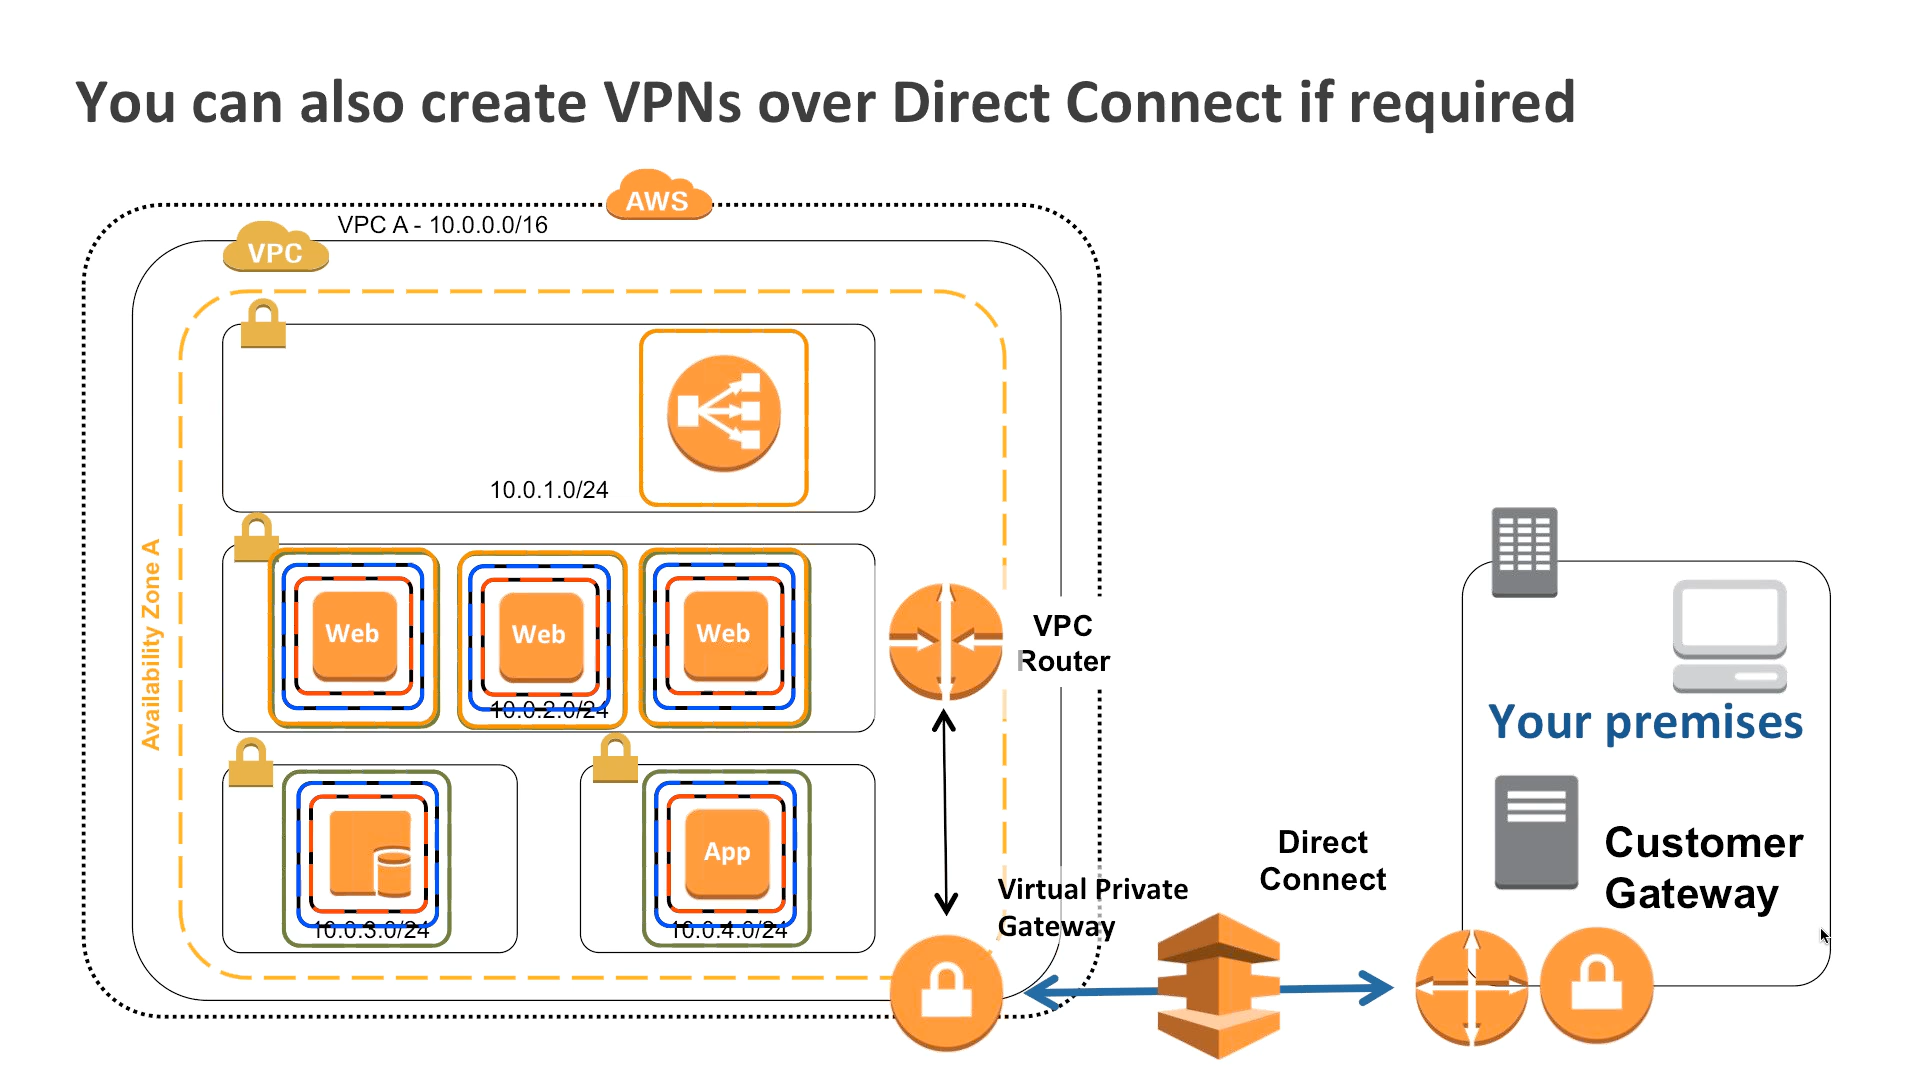 You can also create VPNs over Direct Connect if required
AWS
VPC A - 10.0.0.0/16
VPC
10.0.1.0/24
Availability Zone A
Web
Web
Web
10.0.2.0/24
VPC
Router
App
10.0.3.0/24
10.0.4.0/24
Virtual Private
Gateway
Direct
Connect
Your premises
Customer
Gateway